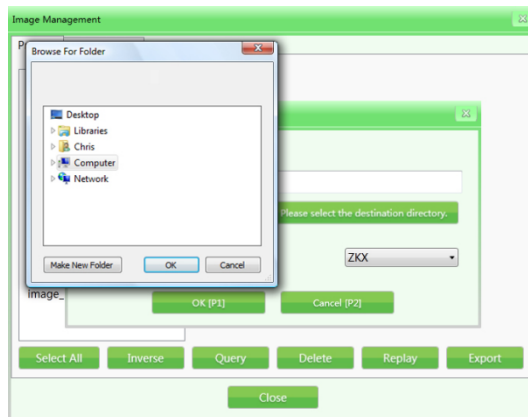 Image Management
P
Browse For Folder
Desktop
Libraries
Chris
Computer
Network
Please select the destination directory.
ZKX
Make New Folder
OK
Cancel
image_
OK [P1]
Cancel [P2]
Select All
Inverse
Query
Delete
Replay
Export
Close